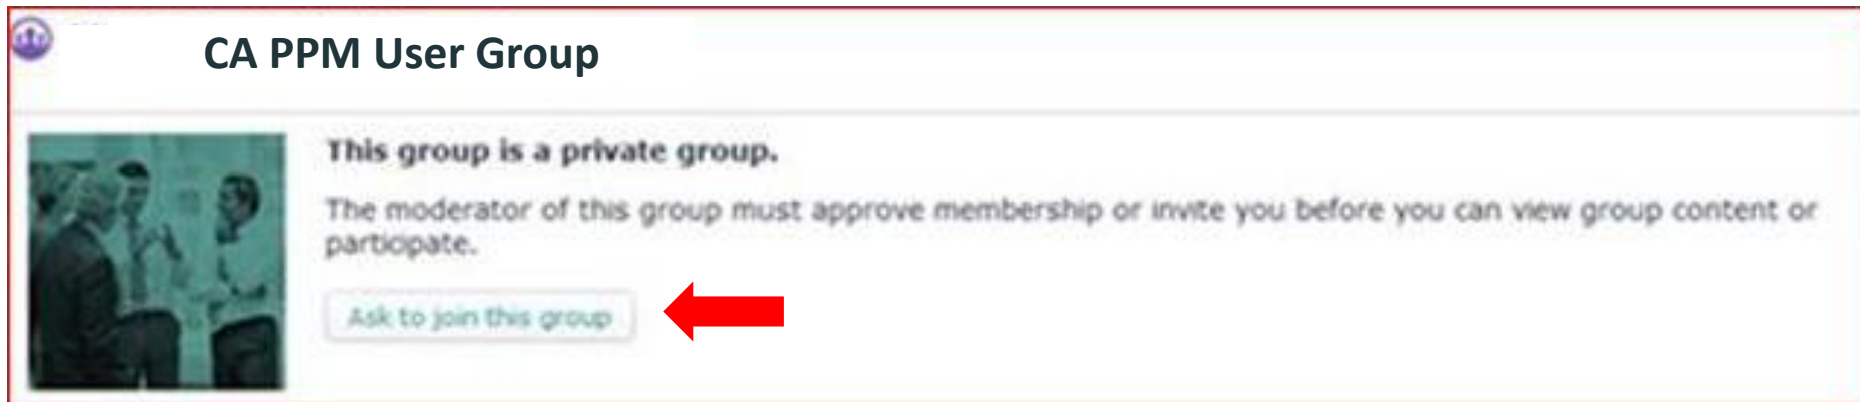 CA PPM User Group
This group is a private group.
The moderator of this group must approve membership or invite you before you can view group content or
participate.
Ask to join this group